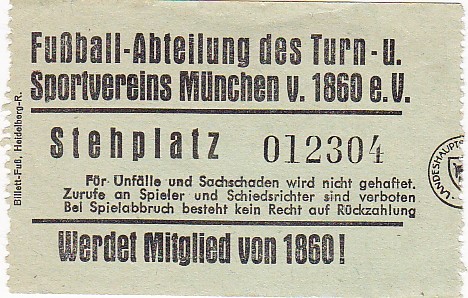 Fußball-Abteilung des Turn- u.
Sportvereins München v. 1860 e.V.
Stehplatz 012304
Für Unfälle und Sachschaden wird nicht gehaftet.
Zurufe an Spieler und Schiedsrichter sind verboten
Bei Spielabbruch besteht kein Recht auf Rückzahlung
Werdet Mitglied von 1860!
Billett-Fuß, Heidelberg-R.
LANDESHAUPTS